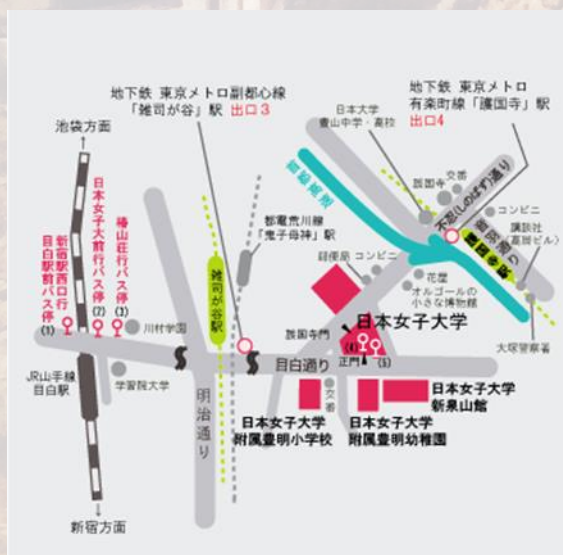 地下鉄 東京メトロ副都心線
「雑司が谷」駅 出口3
地下鉄 東京メトロ
有楽町線「護国寺」駅
出口4
日本大学
豊山中学・高校
池袋方面
交番
護国寺
不忍(しのばず)通り
コンビニ
音羽通り
講談社
護国寺駅
首都高速
都電荒川線
「鬼子母神」駅
新宿駅西口行
目白駅前バス停
(1)
日本女子大前行バス停
(2)
椿山荘行バス停
(3)
川村学園
雑司が谷駅
郵便局
コンビニ
花屋
オルゴールの
小さな博物館
日本女子大学
護国寺門
(4)
(5)
正門
大塚警察署
目白通り
JR山手線
目白駅
学習院大学
明治通り
交番
日本女子大学
附属豊明小学校
日本女子大学
附属豊明幼稚園
日本女子大学
新泉山館
新宿方面